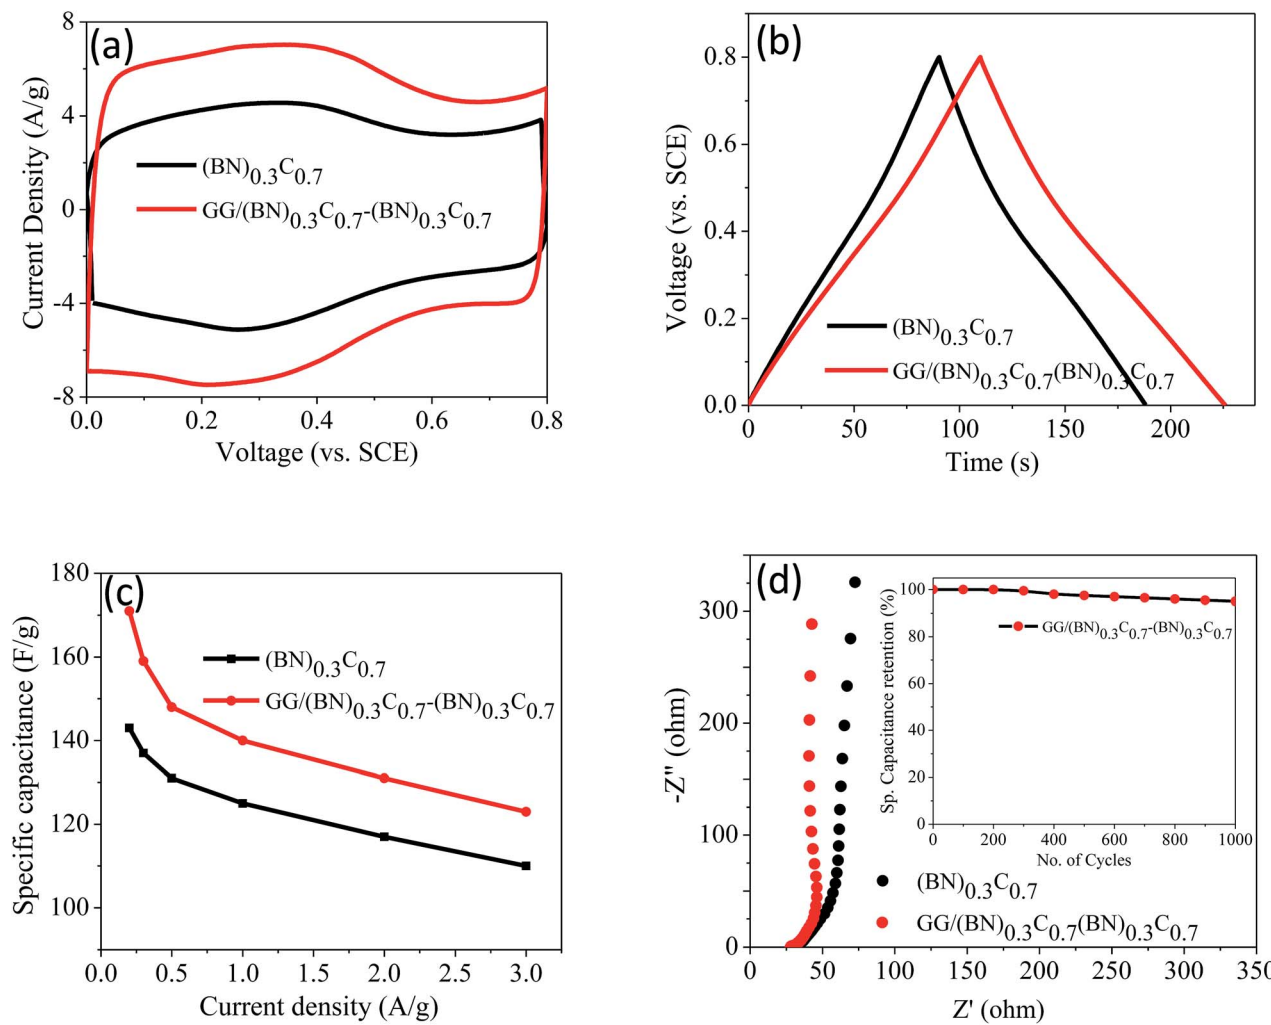 (a)
8
4
0
-4
-8
Current Density (A/g)
(BN)0.3C0.7
GG/(BN)0.3C0.7-(BN)0.3C0.7
0.0 0.2 0.4 0.6 0.8
Voltage (vs. SCE)
(b)
0.8
0.6
0.4
0.2
0.0
Voltage (vs. SCE)
(BN)0.3C0.7
GG/(BN)0.3C0.7(BN)0.3C0.7
0 50 100 150 200
Time (s)
(c)
180
160
140
120
100
Specific capacitance (F/g)
(BN)0.3C0.7
GG/(BN)0.3C0.7-(BN)0.3C0.7
0.0 0.5 1.0 1.5 2.0 2.5 3.0
Current density (A/g)
(d)
300
200
100
0
-Z" (ohm)
100
80
60
40
20
0
Sp. Capacitance retention (%)
GG/(BN)0.3C0.7-(BN)0.3C0.7
0 200 400 600 800 1000
No. of Cycles
(BN)0.3C0.7
GG/(BN)0.3C0.7(BN)0.3C0.7
0 50 100 150 200 250 300 350
Z' (ohm)